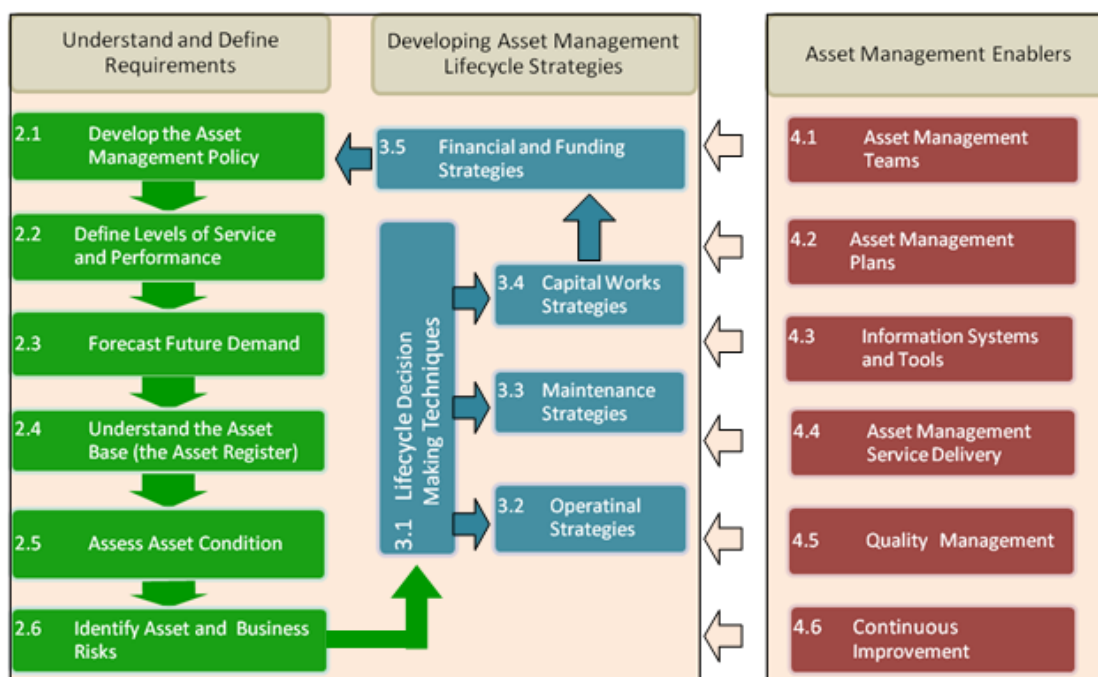 Understand and Define
Requirements
2.1 Develop the Asset
Management Policy
2.2 Define Levels of Service
and Performance
2.3 Forecast Future Demand
2.4 Understand the Asset
Base (the Asset Register)
2.5 Assess Asset Condition
2.6 Identify Asset and Business
Risks
Developing Asset Management
Lifecycle Strategies
3.5 Financial and Funding
Strategies
3.1 Lifecycle Decision
Making Techniques
3.4 Capital Works
Strategies
3.3 Maintenance
Strategies
3.2 Operatinal
Strategies
Asset Management Enablers
4.1 Asset Management
Teams
4.2 Asset Management
Plans
4.3 Information Systems
and Tools
4.4 Asset Management
Service Delivery
4.5 Quality Management
4.6 Continuous
Improvement